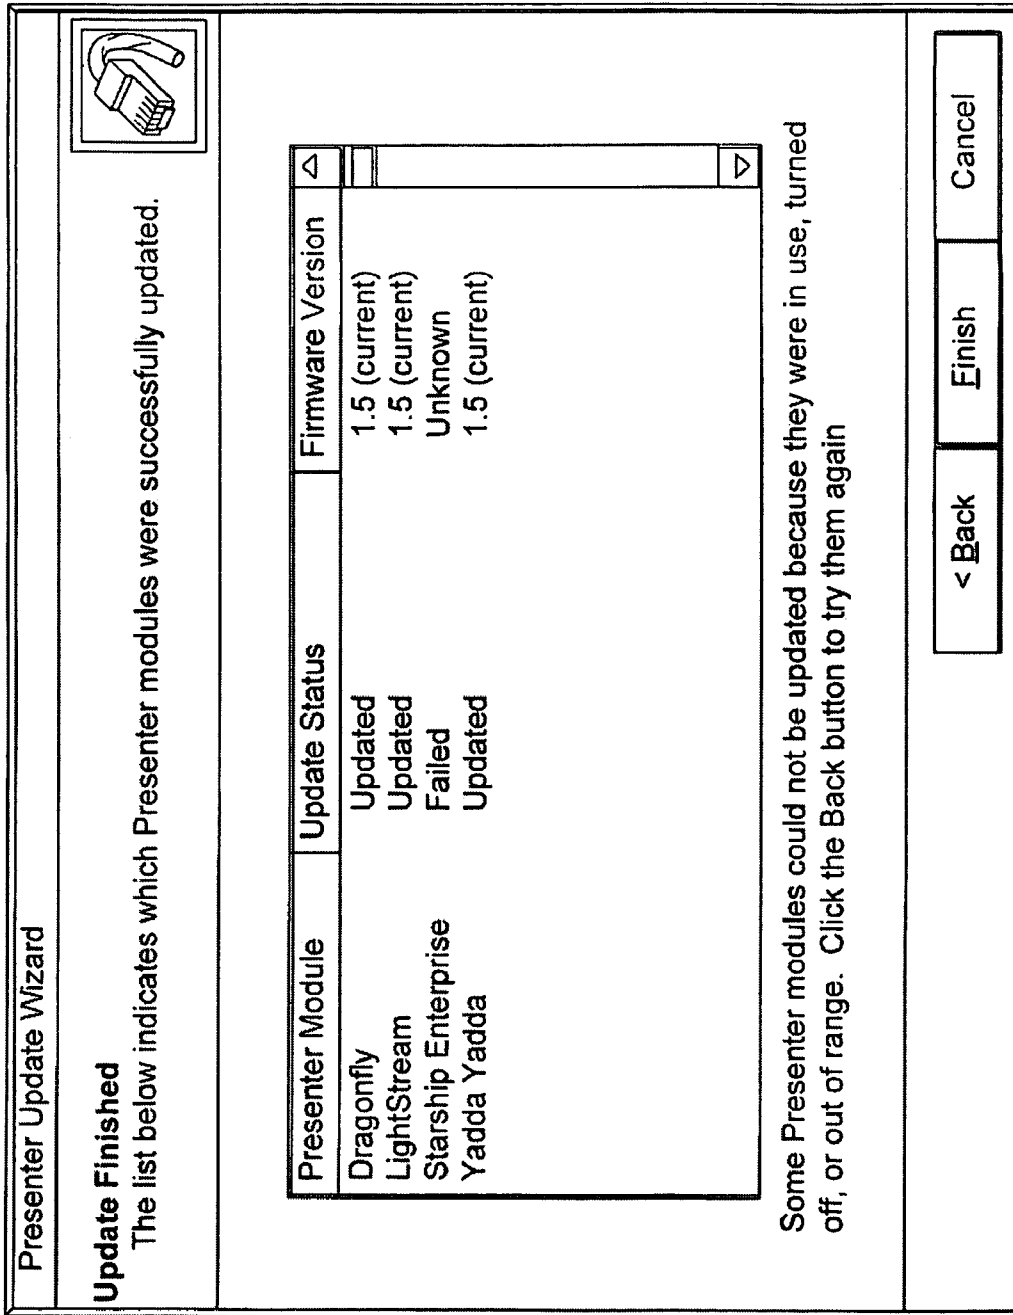 Presenter Update Wizard
Update Finished
The list below indicates which Presenter modules were successfully updated.
Presenter Module Update Status Firmware Version
Dragonfly Updated 1.5 (current)
LightStream Updated 1.5 (current)
Starship Enterprise Failed Unknown
Yadda Yadda Updated 1.5 (current)
Some Presenter modules could not be updated because they were in use, turned
off, or out of range. Click the Back button to try them again
< Back Finish Cancel